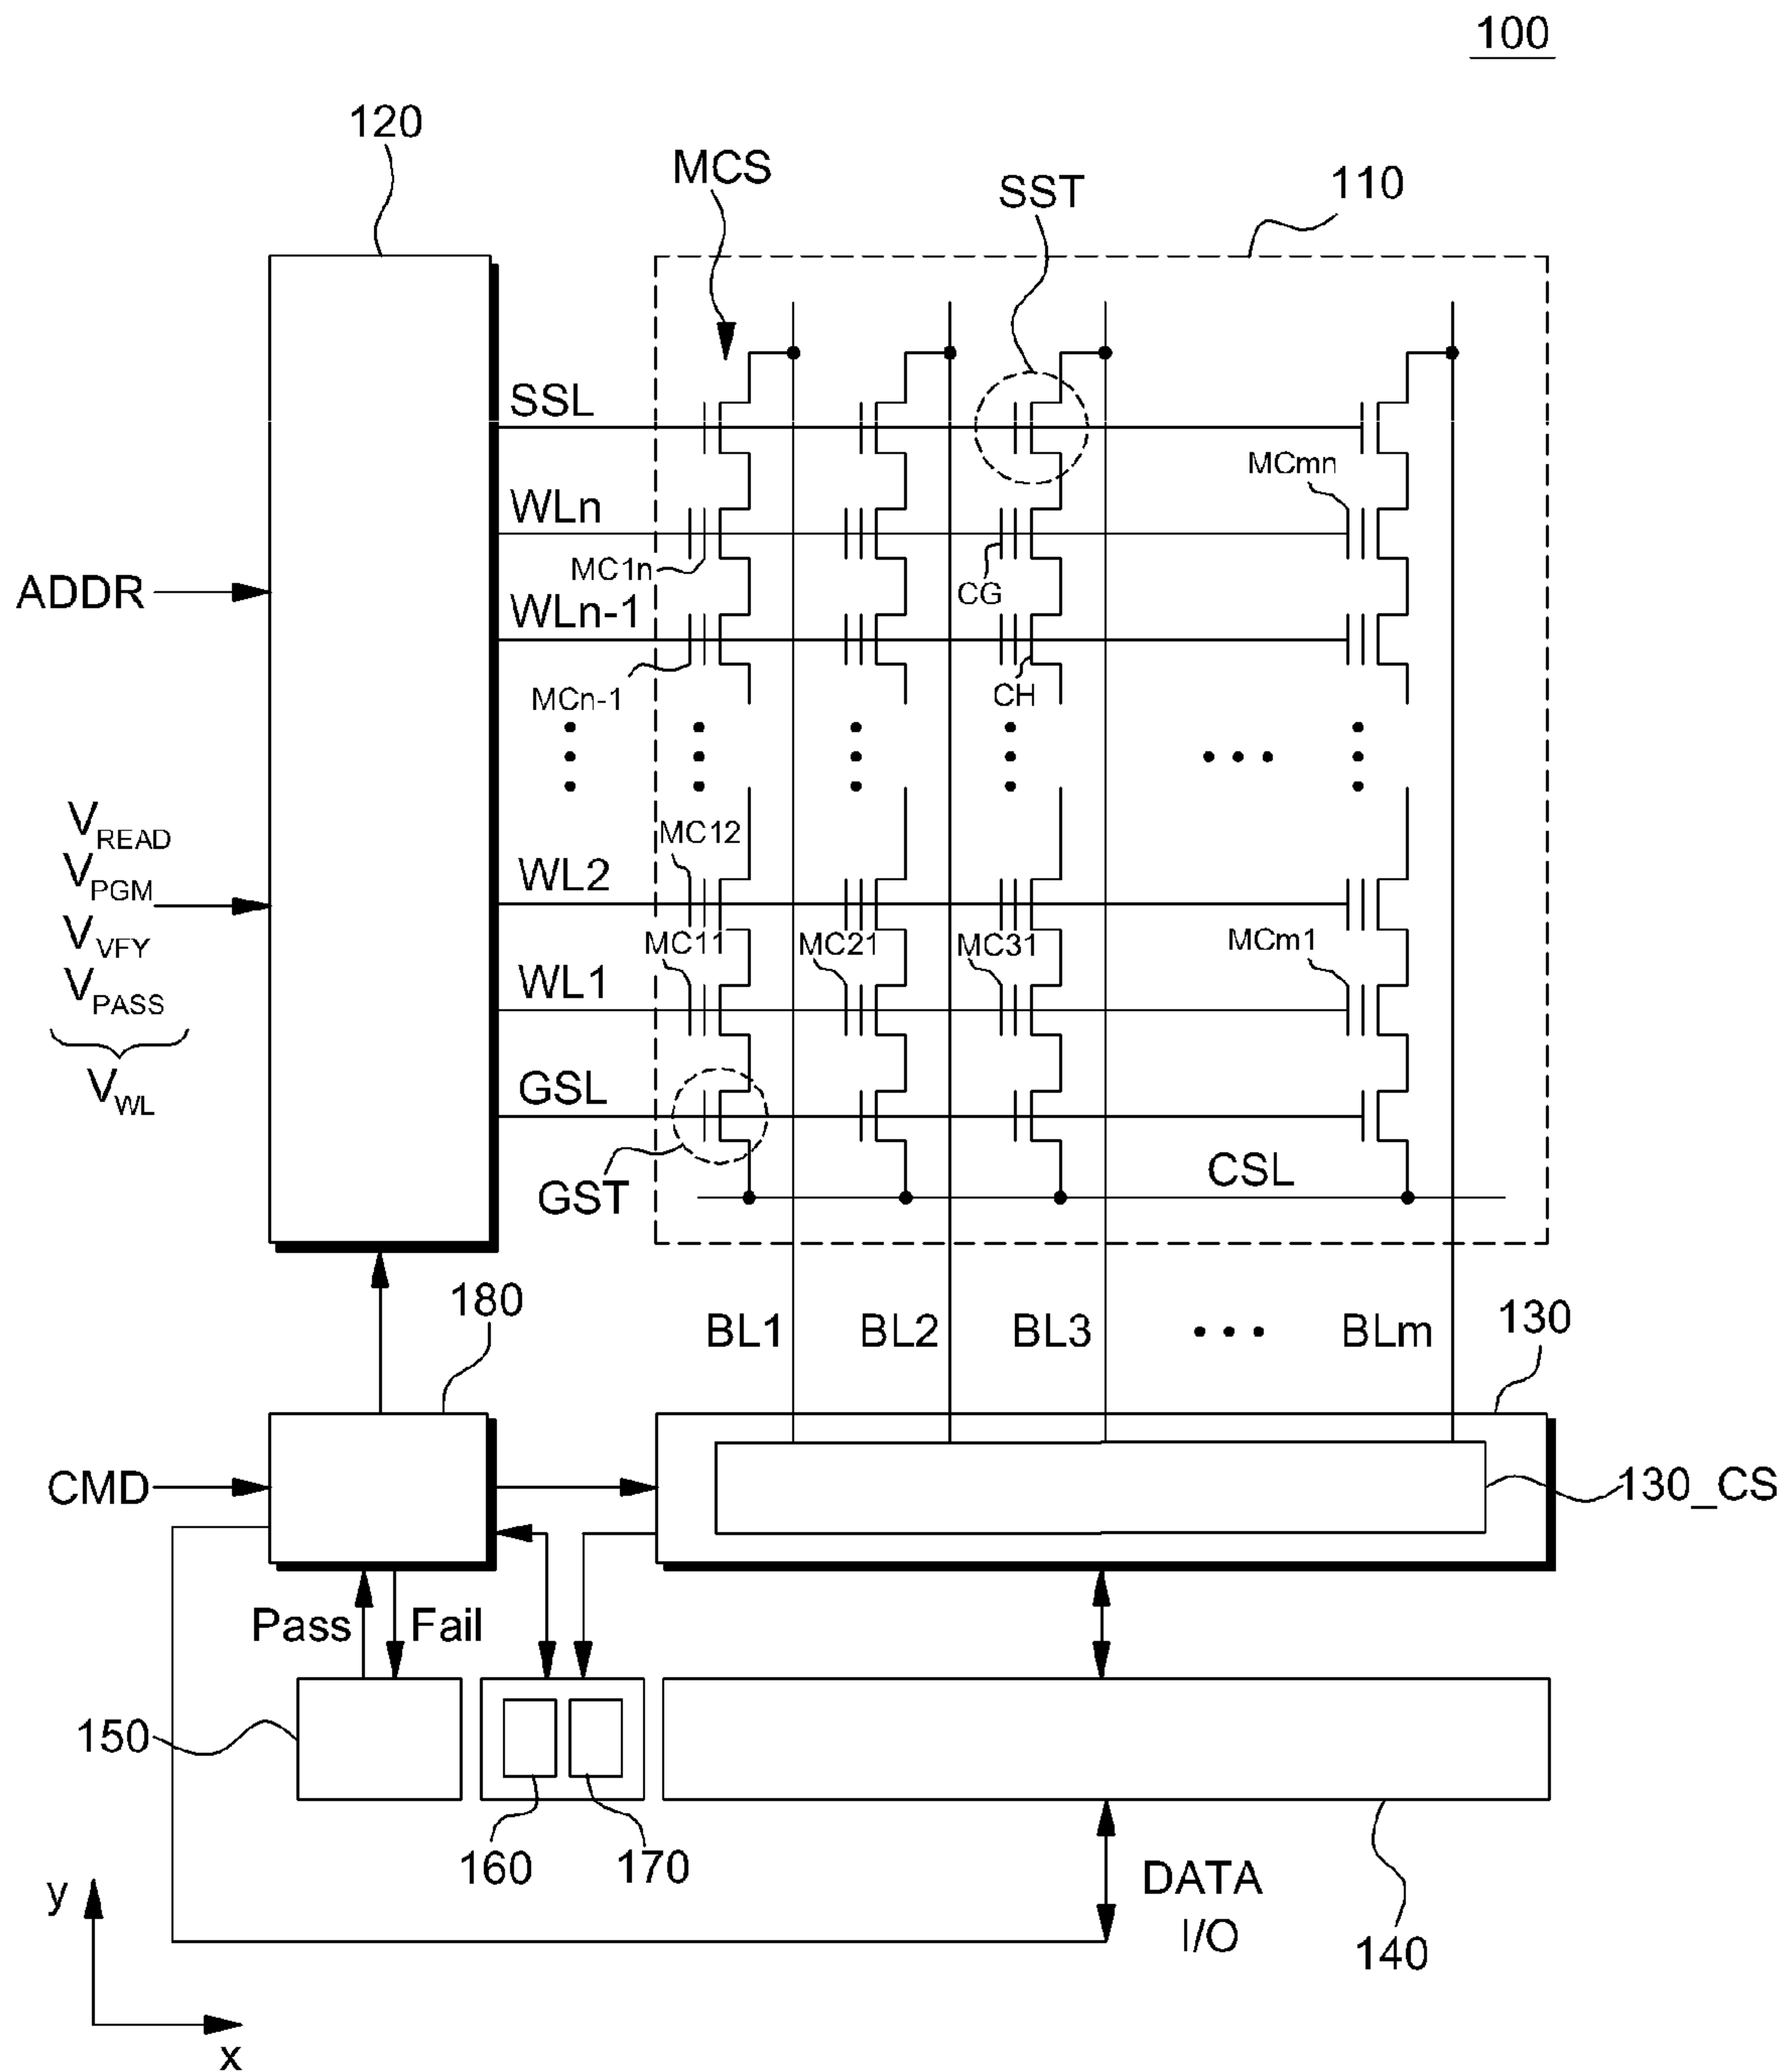 100
120
MCS
SST
110
SSL
MCmn
WLn
MC1n
CG
ADDR
WLn-1
MCn-1
CH
VREAD
MC12
VPGM
WL2
VVFY
MC11
MC21
MC31
MCm1
VPASS
WL1
VWL
GSL
CSL
GST
180
BL1
BL2
BL3
BLm
130
CMD
130_CS
Pass
Fail
150
160
170
DATA
I/O
140
y
x